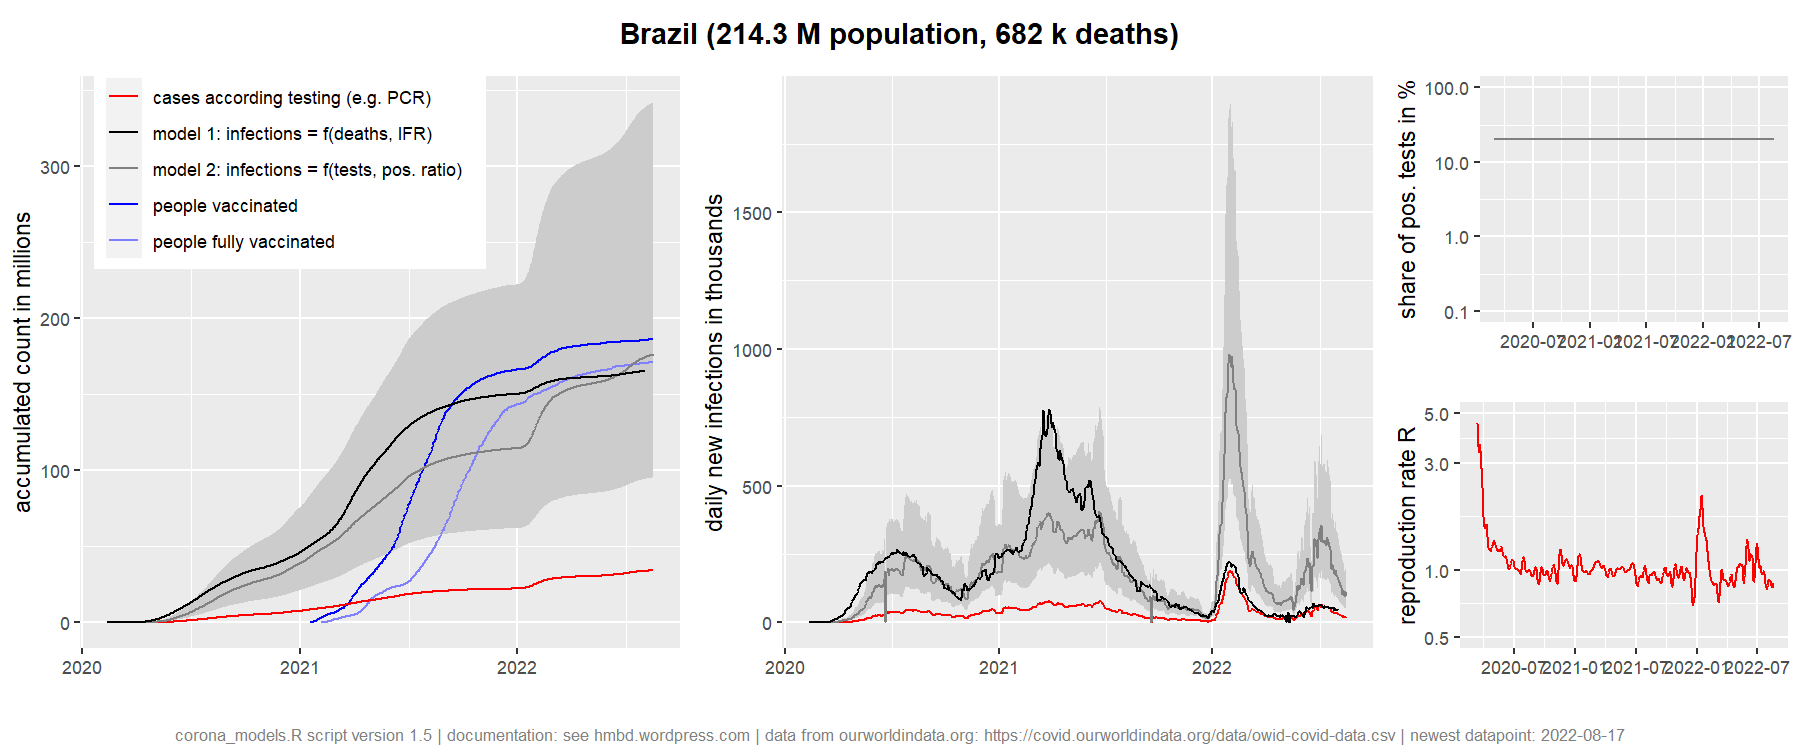 Brazil (214.3 M population, 682 k deaths)
cases according testing (e.g. PCR)
model 1: infections = f(deaths, IFR)
model 2: infections = f(tests, pos. ratio)
people vaccinated
people fully vaccinated
accumulated count in millions
300
200
100
0
2020
2021
2022
daily new infections in thousands
1500
1000
500
0
2020
2021
2022
share of pos. tests in %
100.0
10.0
1.0
0.1
2020-07
2021-01
2021-07
2022-01
2022-07
reproduction rate R
5.0
3.0
1.0
0.5
2020-07
2021-01
2021-07
2022-01
2022-07
corona_models.R script version 1.5 | documentation: see hmbd.wordpress.com | data from ourworldindata.org: https://covid.ourworldindata.org/data/owid-covid-data.csv | newest datapoint: 2022-08-17